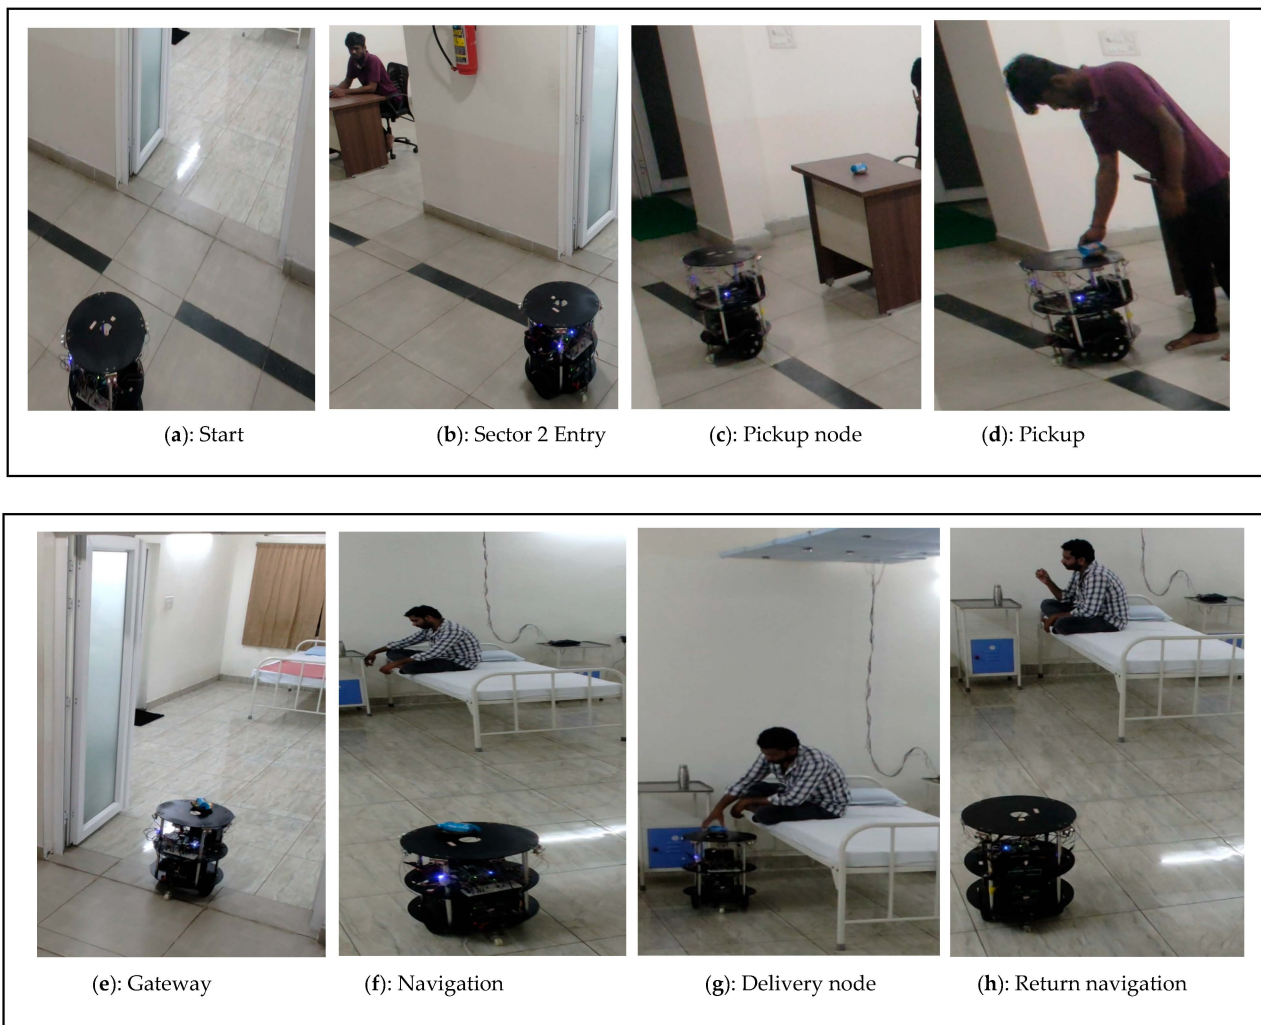 (a): Start
(b): Sector 2 Entry
(c): Pickup node
(d): Pickup
(e): Gateway
(f): Navigation
(g): Delivery node
(h): Return navigation